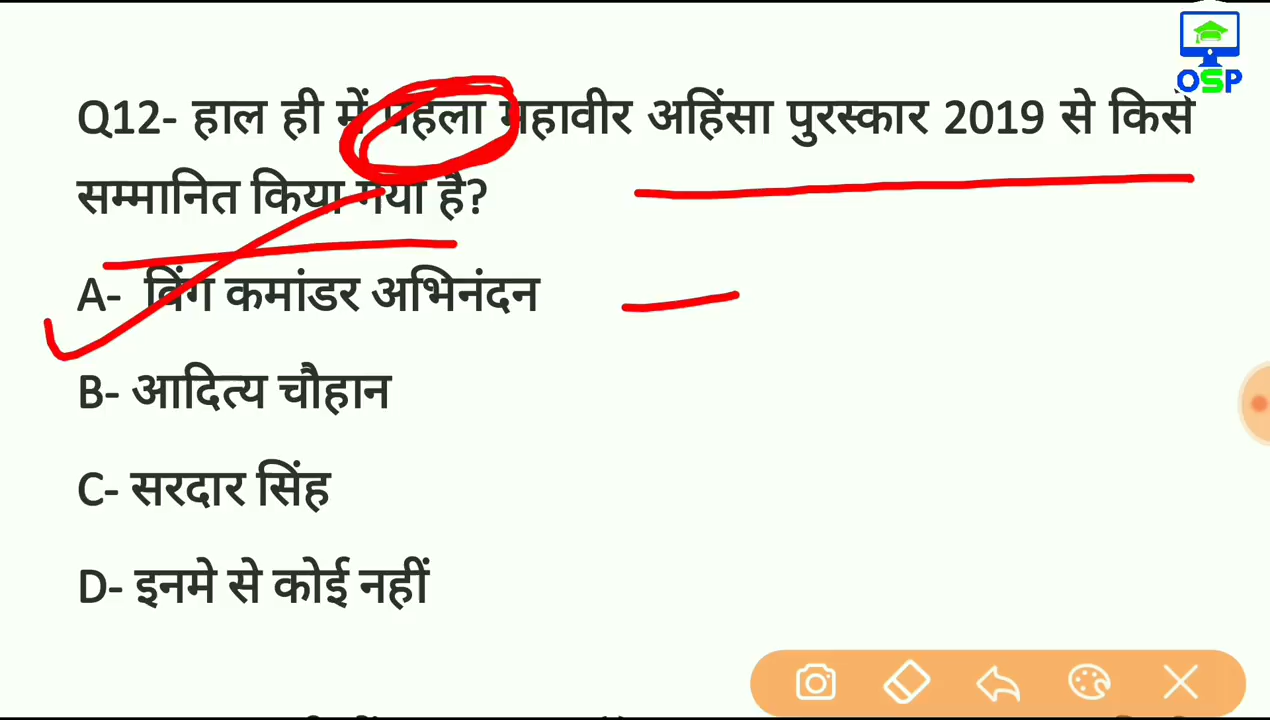 OSP
Q12- हाल ही में पहला महावीर अहिंसा पुरस्कार 2019 से किसे
सम्मानित किया गया है?
A- विंग कमांडर अभिनंदन
B- आदित्य चौहान
C- सरदार सिंह
D- इनमे से कोई नहीं